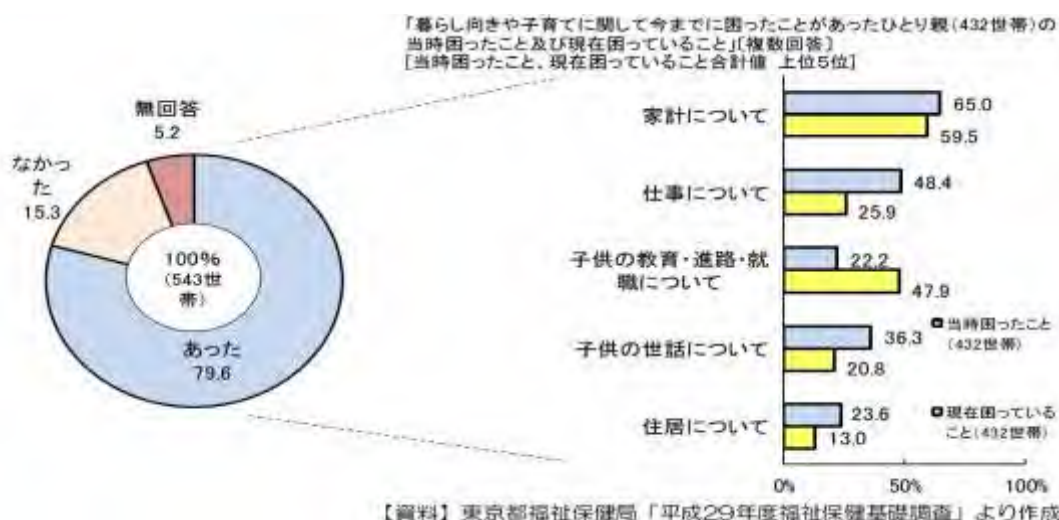 「暮らし向きや子育てに関して今までに困ったことがあったひとり親(432世帯)の
当時困ったこと及び現在困っていること」[複数回答]
[当時困ったこと、現在困っていること合計値 上位5位]
無回答
5.2
なかっ
た
15.3
100%
(543世
帯)
あった
79.6
家計について
65.0
59.5
仕事について
48.4
25.9
子供の教育・進路・就
職について
22.2
47.9
子供の世話について
36.3
20.8
住居について
23.6
13.0
当時困ったこと
(432世帯)
現在困っている
こと(432世帯)
0%
50%
100%
【資料】東京都福祉保健局「平成29年度福祉保健基礎調査」より作成